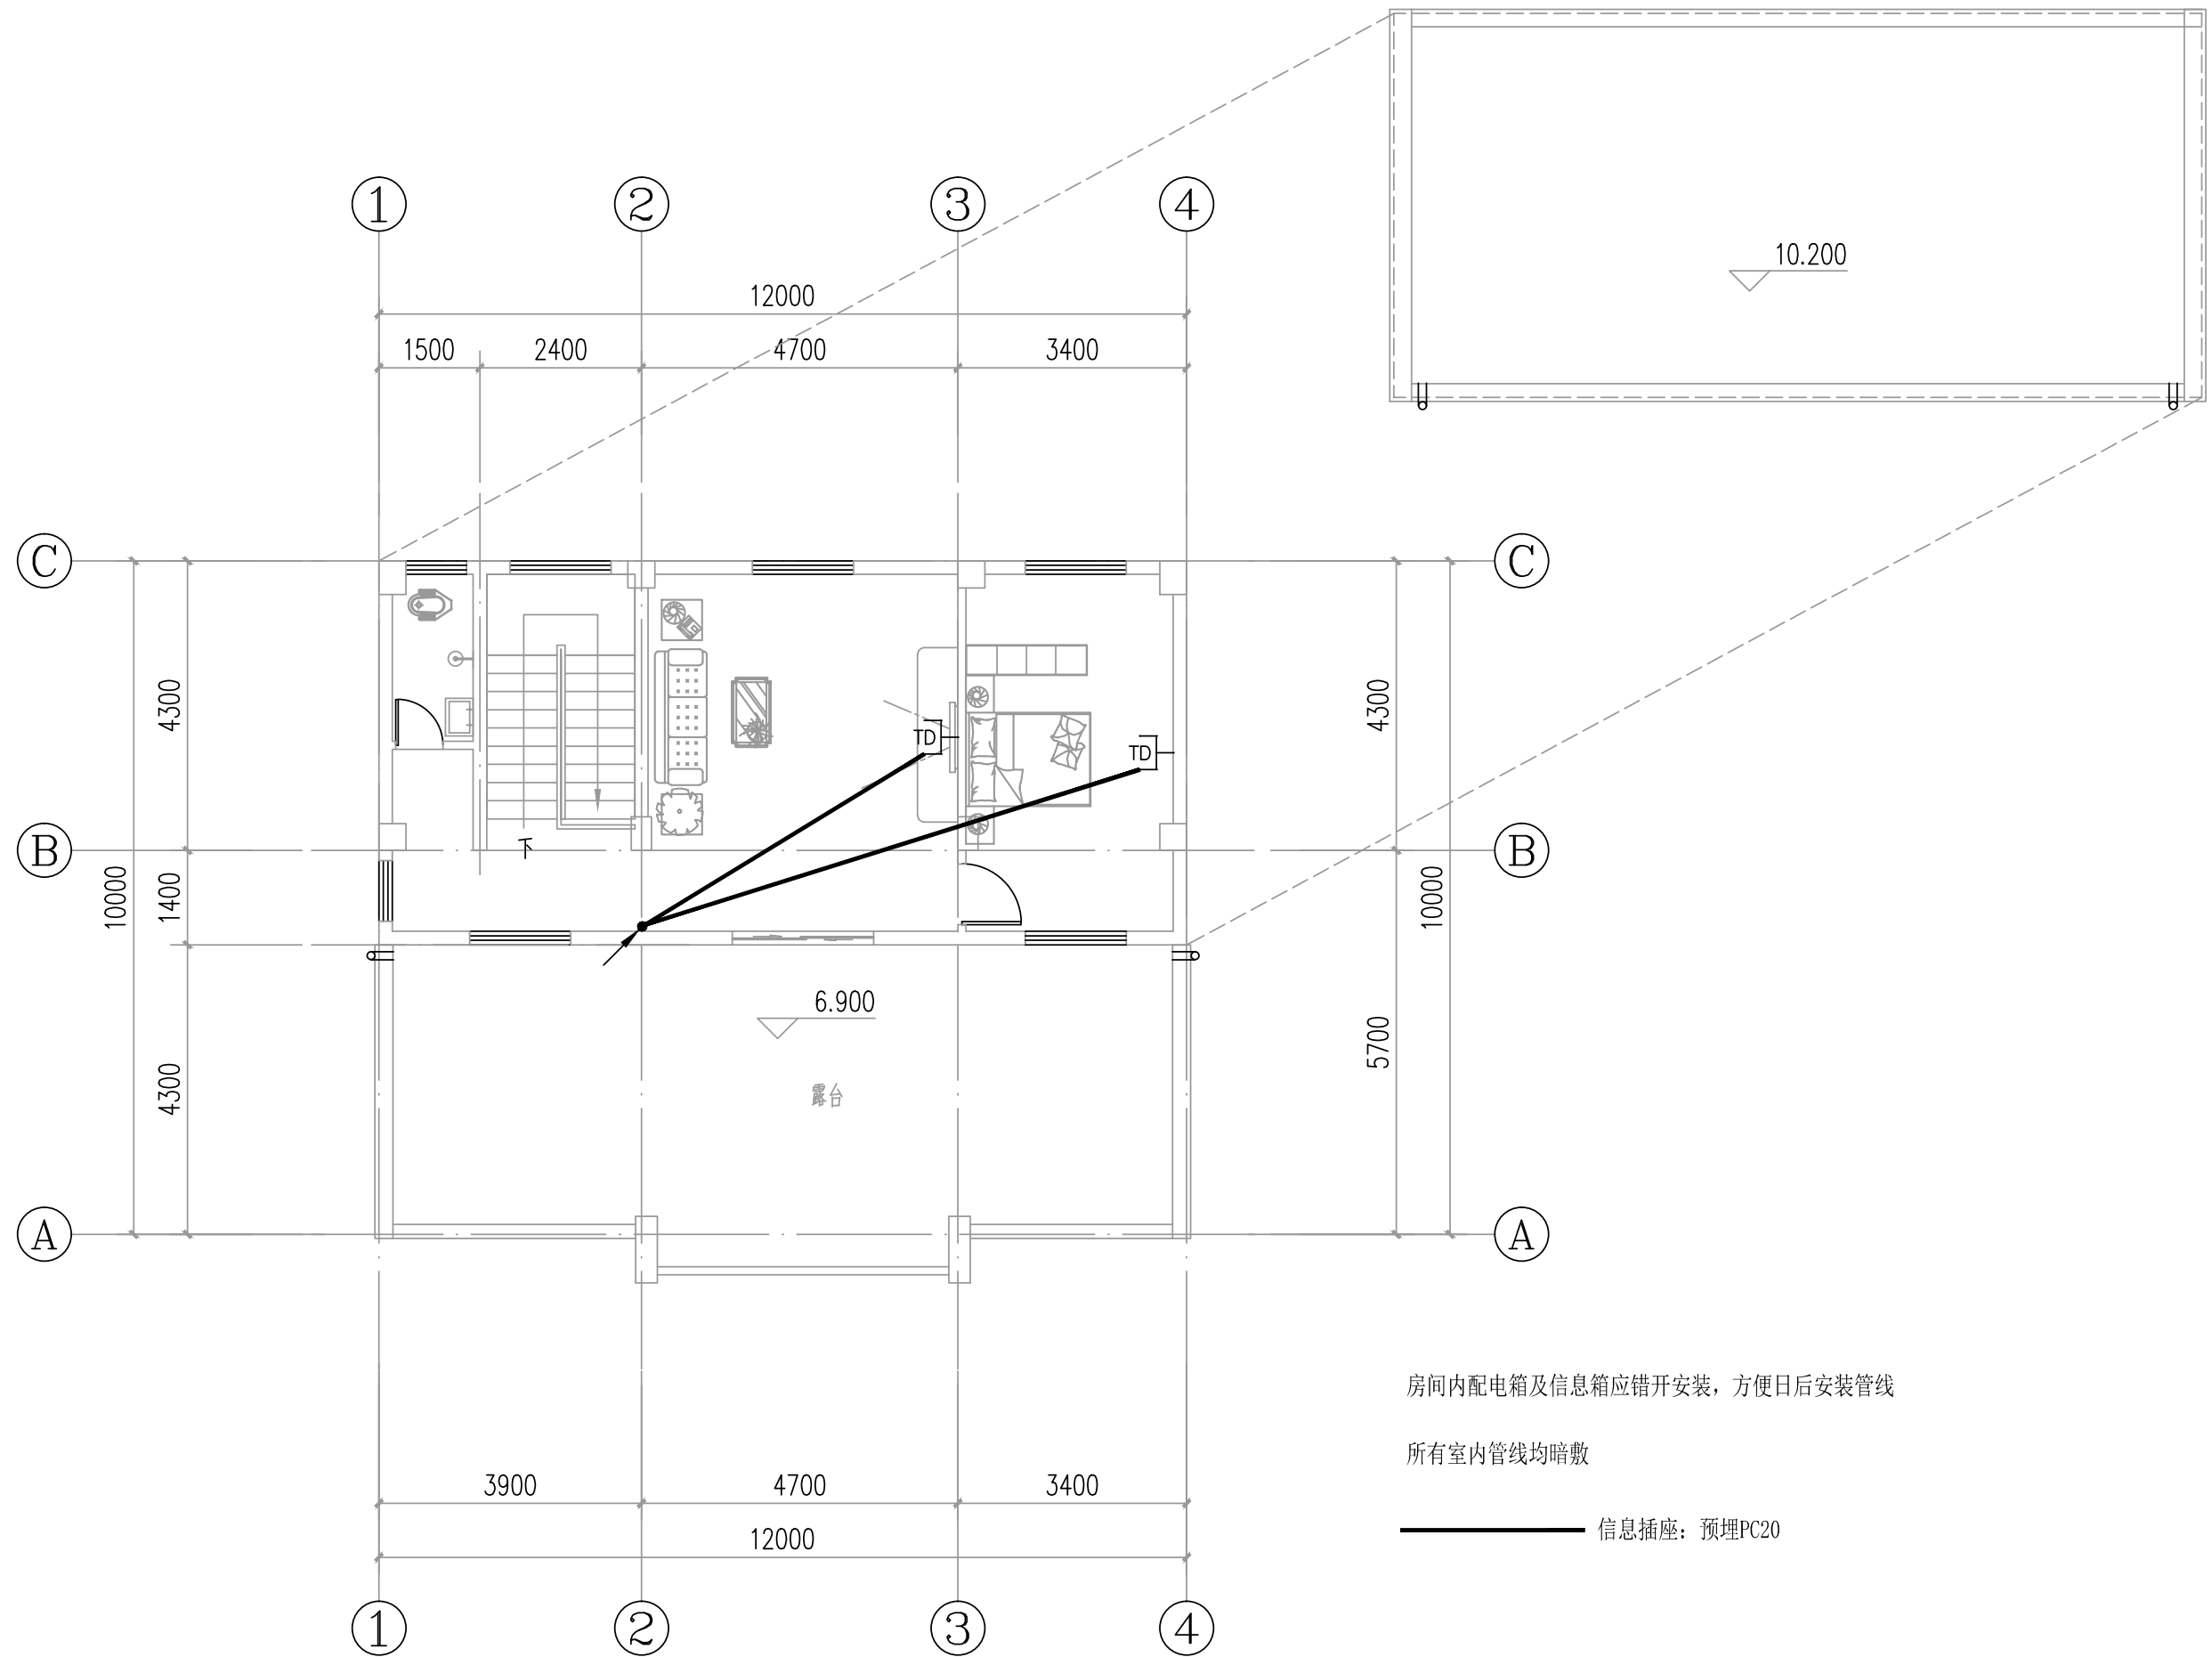 1 2 3 4
10.200
12000
1500 2400 4700 3400
C C
4300 4300
TD TD
下
B B
10000 1400 10000
6.900
5700
4300
露台
A A
房间内配电箱及信息箱应错开安装，方便日后安装管线
所有室内管线均暗敷
3900 4700 3400
信息插座：预埋PC20
12000
1 2 3 4